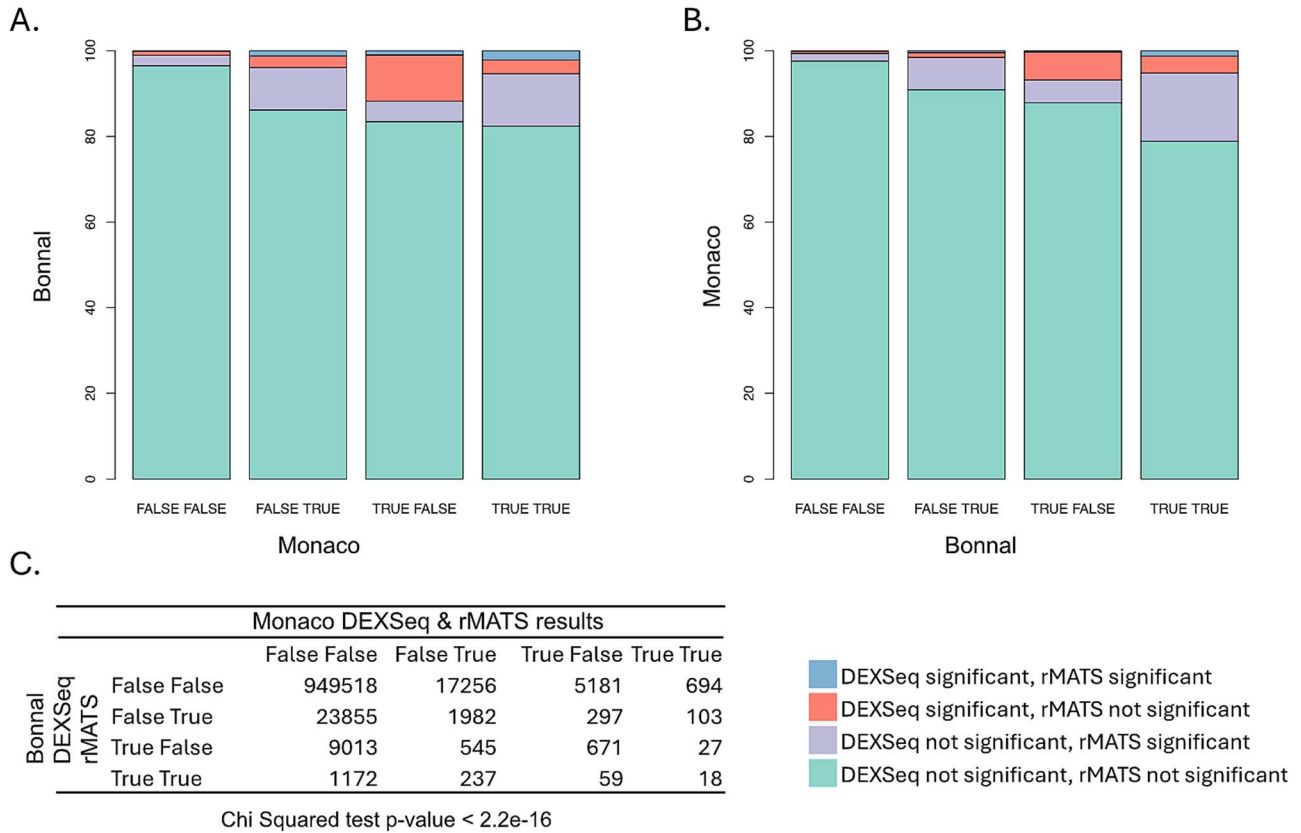 A.
B.
100
80
60
40
20
0
Bonnal
FALSE FALSE FALSE TRUE TRUE FALSE TRUE TRUE
Monaco
100
80
60
40
20
0
Monaco
FALSE FALSE FALSE TRUE TRUE FALSE TRUE TRUE
Bonnal
C.
Monaco DEXSeq & rMATS results
False False False True True False True True
Bonnal
DEXSeq
rMATS
False False 949518 17256 5181 694
False True 23855 1982 297 103
True False 9013 545 671 27
True True 1172 237 59 18
Chi Squared test p-value < 2.2e-16
DEXSeq significant, rMATS significant
DEXSeq significant, rMATS not significant
DEXSeq not significant, rMATS significant
DEXSeq not significant, rMATS not significant